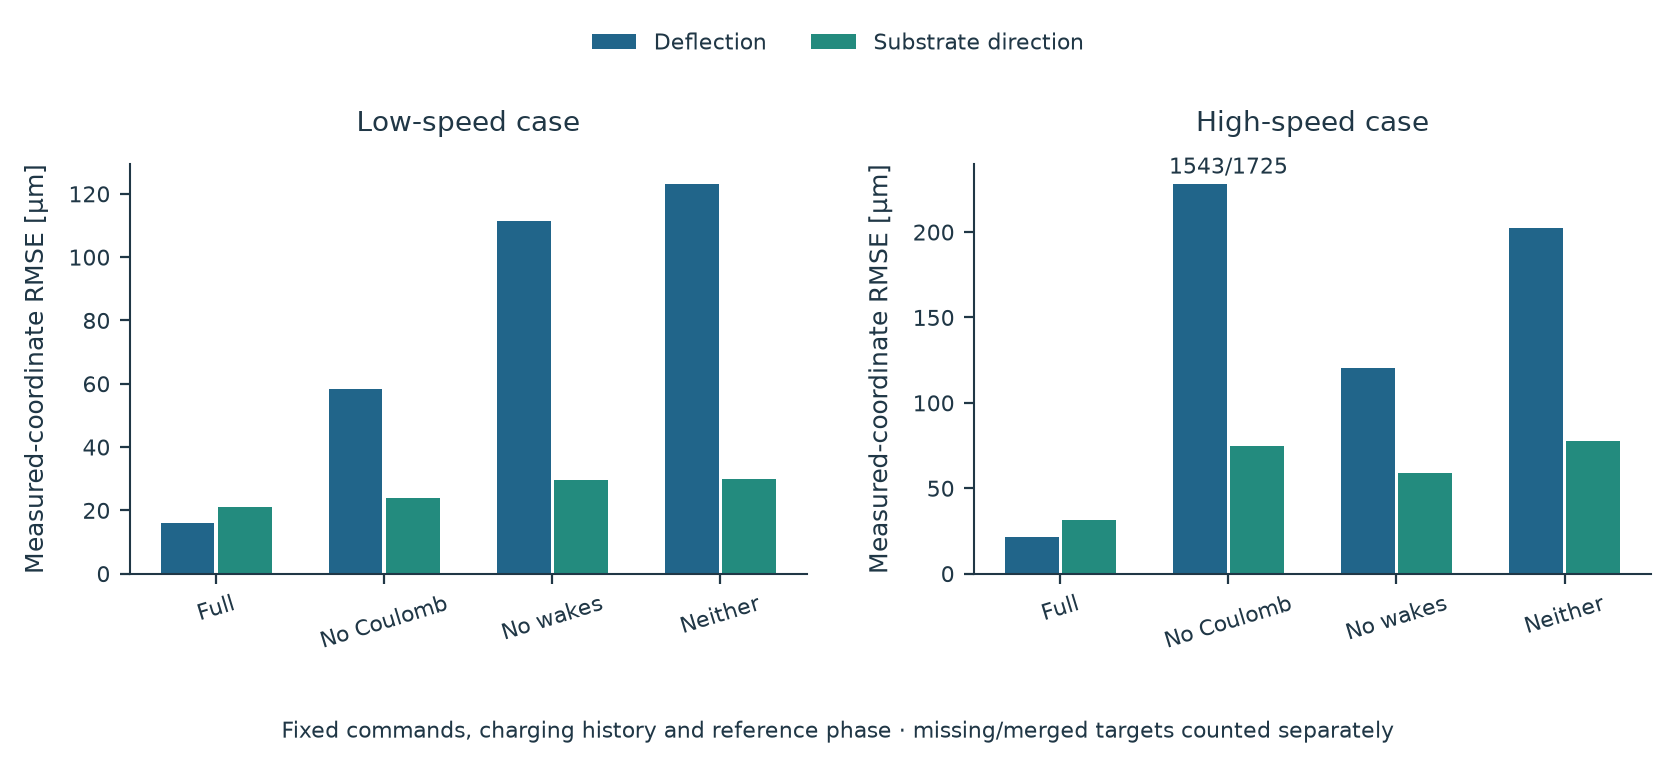 Deflection
Substrate direction
Low-speed case
Measured-coordinate RMSE [µm]
120
100
80
60
40
20
0
Full
No Coulomb
No wakes
Neither
High-speed case
1543/1725
Measured-coordinate RMSE [µm]
200
150
100
50
0
Full
No Coulomb
No wakes
Neither
Fixed commands, charging history and reference phase · missing/merged targets counted separately